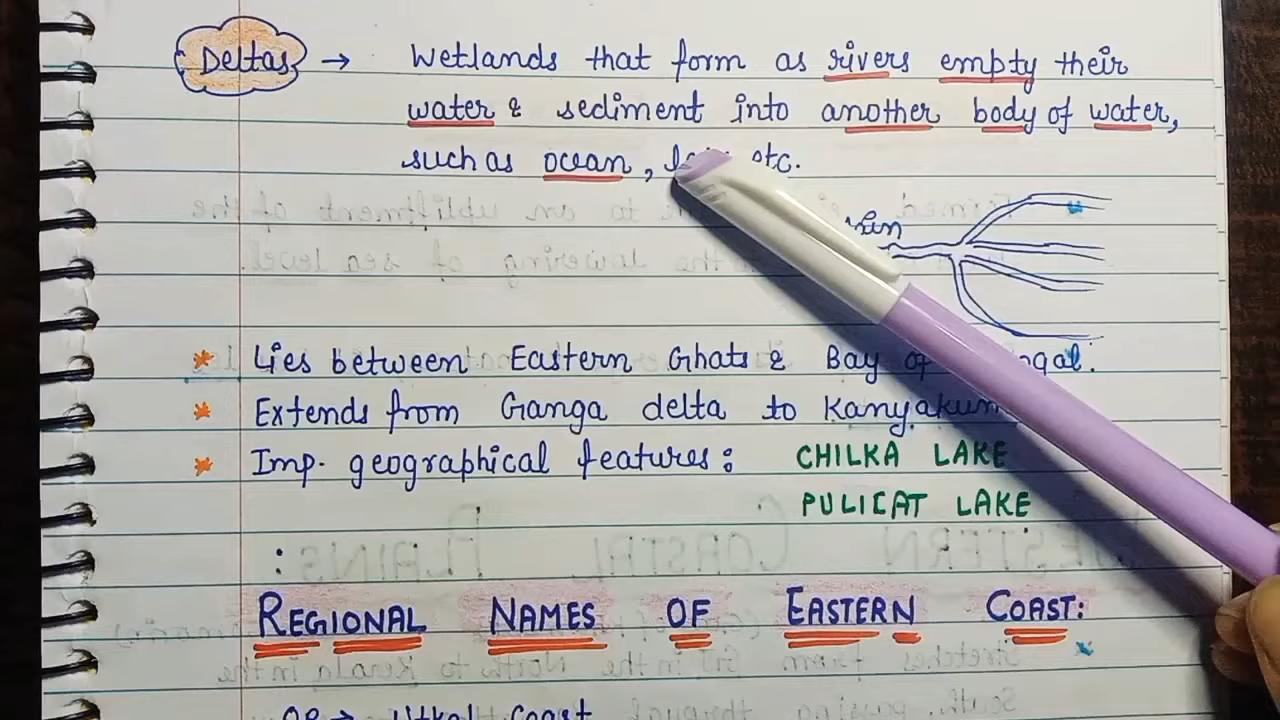 Deltas → Wetlands that form as rivers empty their
water & sediment into another body of water,
such as ocean, etc.
* Lies between Eastern Ghats & Bay of
* Extends from Ganga delta to
* Imp. geographical features: CHILKA LAKE
PULICAT LAKE
:
REGIONAL NAMES OF EASTERN COAST:
Utkal Coast